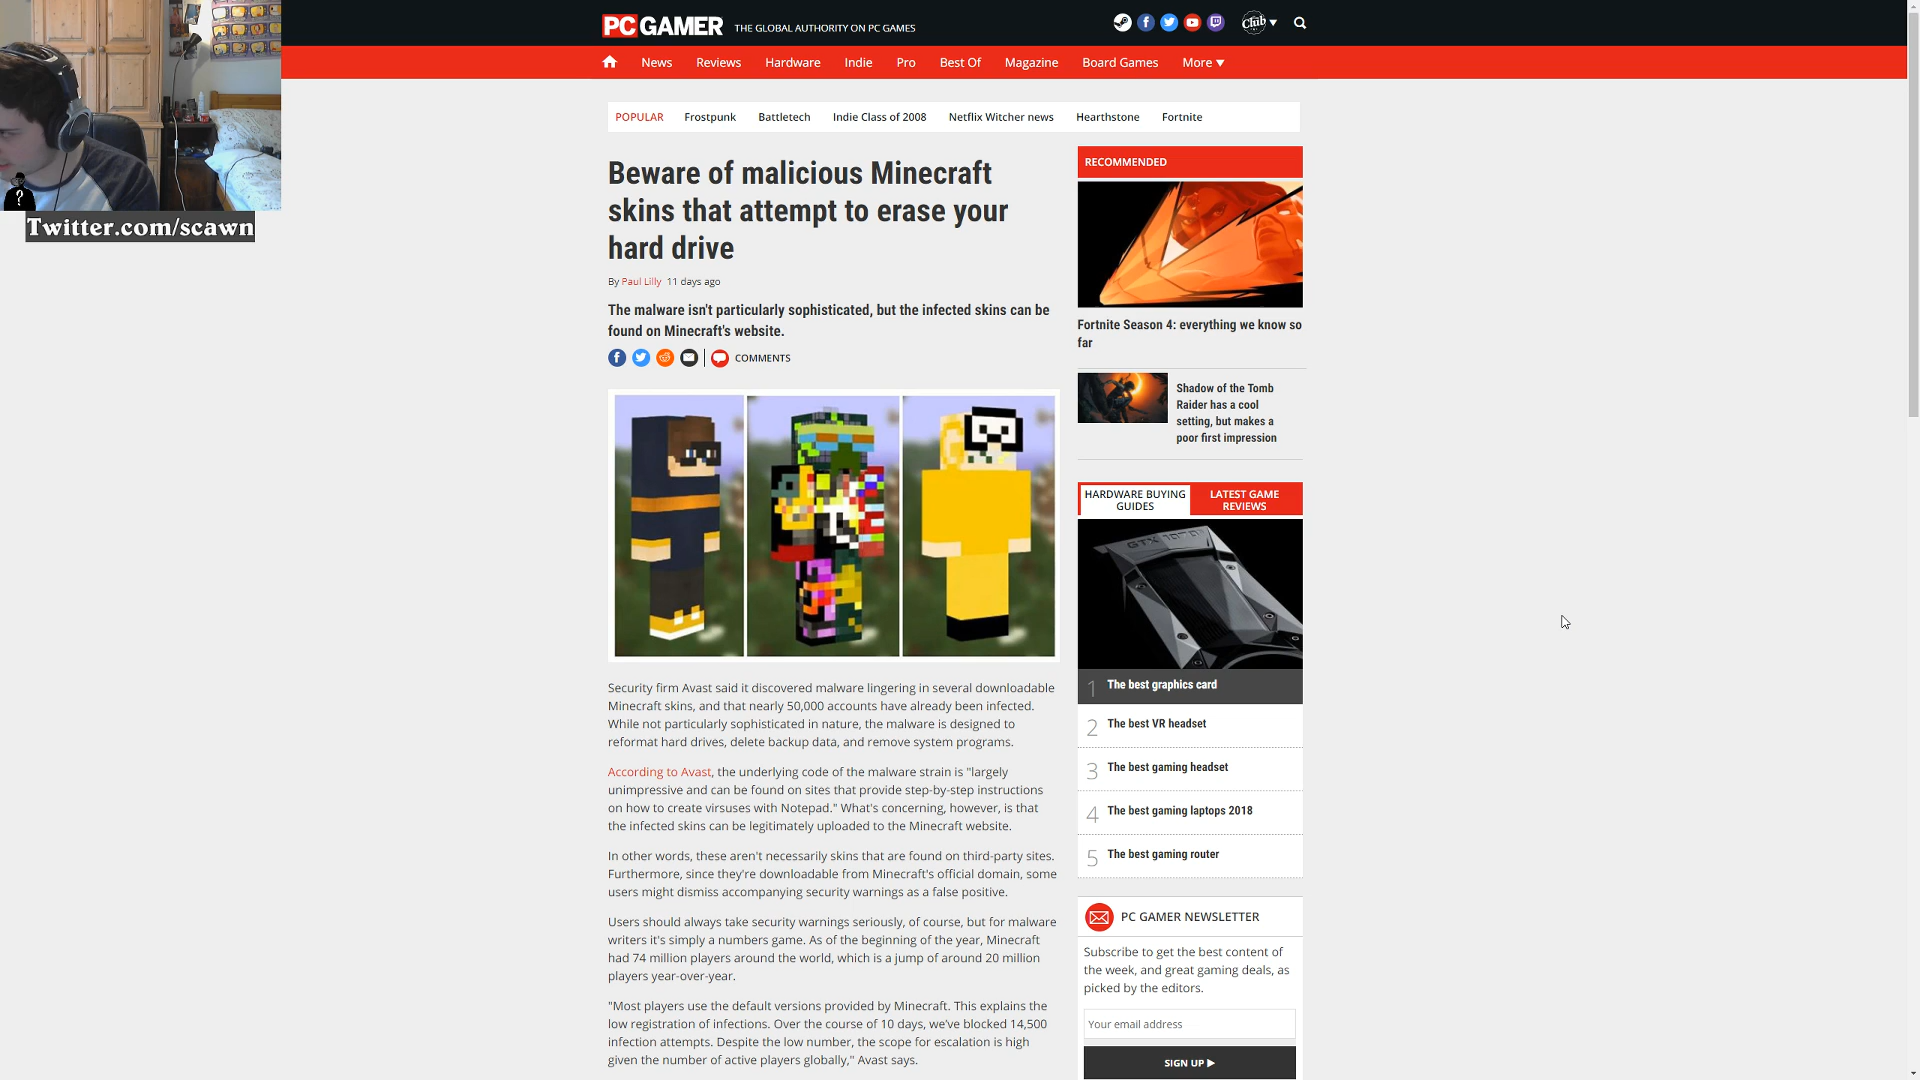 PC GAMER THE GLOBAL AUTHORITY ON PC GAMES
Club
News Reviews Hardware Indie Pro Best Of Magazine Board Games More ▼
POPULAR Frostpunk Battletech Indie Class of 2008 Netflix Witcher news Hearthstone Fortnite
Twitter.com/scawn
Beware of malicious Minecraft
skins that attempt to erase your
hard drive
By Paul Lilly 11 days ago
The malware isn't particularly sophisticated, but the infected skins can be
found on Minecraft's website.
COMMENTS
Security firm Avast said it discovered malware lingering in several downloadable
Minecraft skins, and that nearly 50,000 accounts have already been infected.
While not particularly sophisticated in nature, the malware is designed to
reformat hard drives, delete backup data, and remove system programs.
According to Avast, the underlying code of the malware strain is "largely
unimpressive and can be found on sites that provide step-by-step instructions
on how to create virsuses with Notepad." What's concerning, however, is that
the infected skins can be legitimately uploaded to the Minecraft website.
In other words, these aren't necessarily skins that are found on third-party sites.
Furthermore, since they're downloadable from Minecraft's official domain, some
users might dismiss accompanying security warnings as a false positive.
Users should always take security warnings seriously, of course, but for malware
writers it's simply a numbers game. As of the beginning of the year, Minecraft
had 74 million players around the world, which is a jump of around 20 million
players year-over-year.
"Most players use the default versions provided by Minecraft. This explains the
low registration of infections. Over the course of 10 days, we've blocked 14,500
infection attempts. Despite the low number, the scope for escalation is high
given the number of active players globally," Avast says.
RECOMMENDED
Fortnite Season 4: everything we know so
far
Shadow of the Tomb
Raider has a cool
setting, but makes a
poor first impression
HARDWARE BUYING
GUIDES
LATEST GAME
REVIEWS
1 The best graphics card
2 The best VR headset
3 The best gaming headset
4 The best gaming laptops 2018
5 The best gaming router
PC GAMER NEWSLETTER
Subscribe to get the best content of
the week, and great gaming deals, as
picked by the editors.
Your email address
SIGN UP ▶